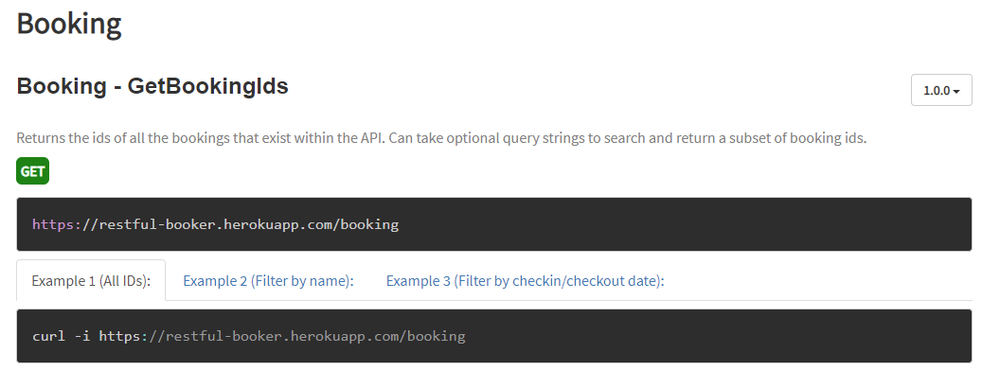 Booking
Booking - GetBookingIds
1.0.0
Returns the ids of all the bookings that exist within the API. Can take optional query strings to search and return a subset of booking ids.
GET
https://restful-booker.herokuapp.com/booking
Example 1 (All IDs): Example 2 (Filter by name): Example 3 (Filter by checkin/checkout date):
curl -i https://restful-booker.herokuapp.com/booking